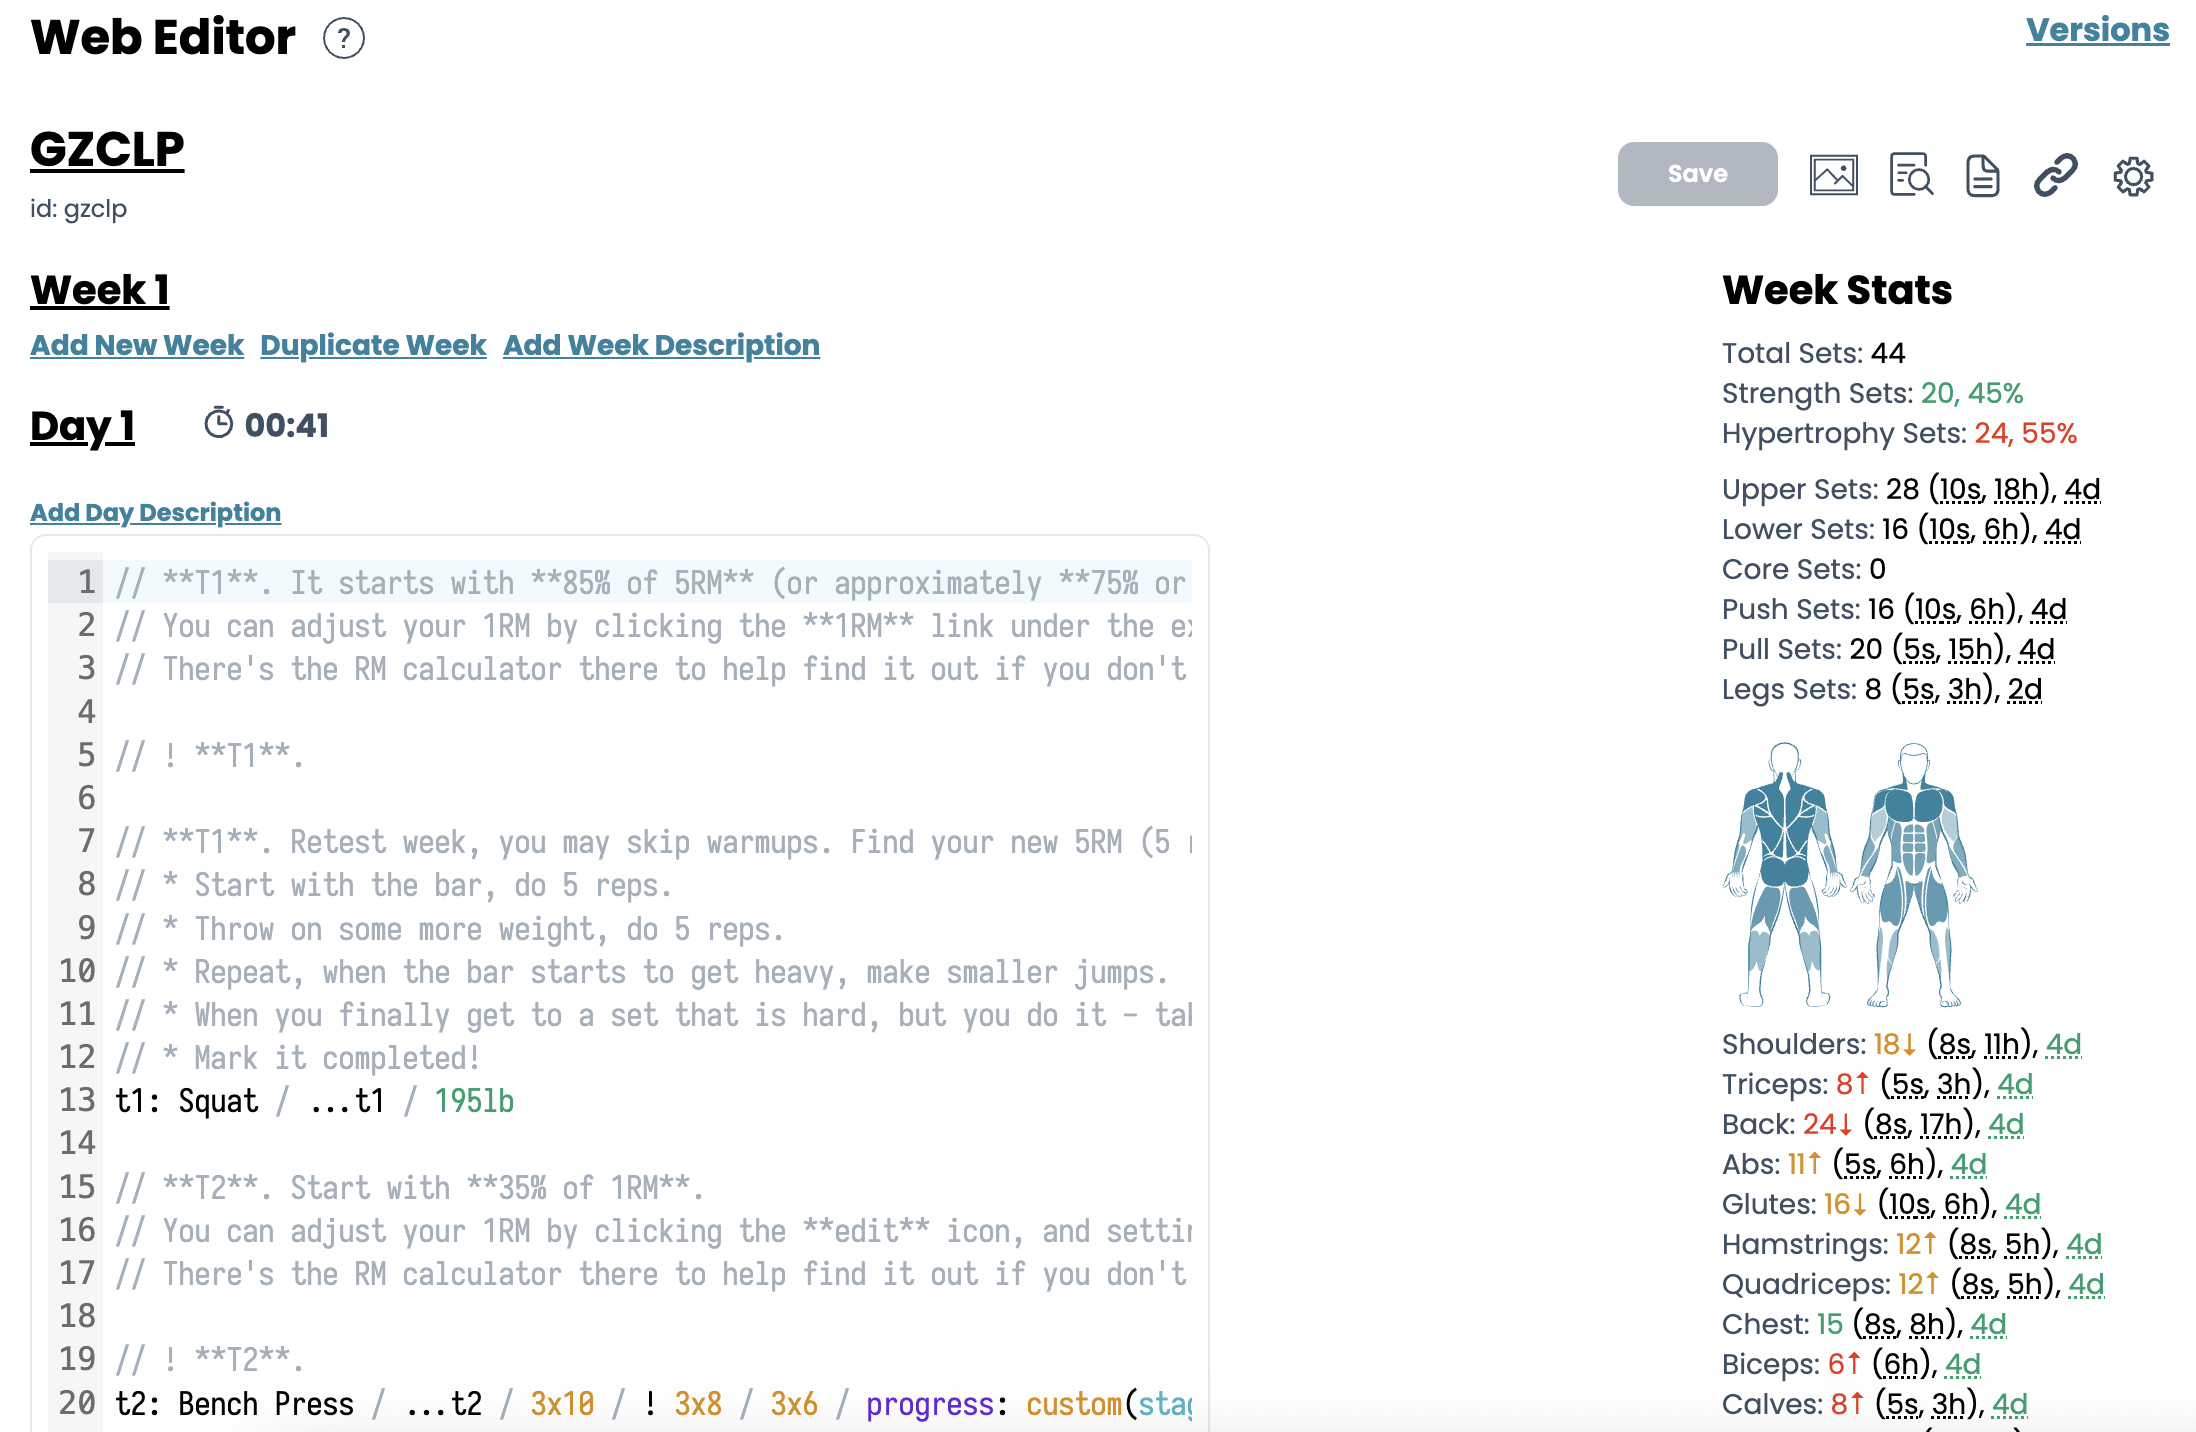 Web Editor ?
Versions
GZCLP
id: gzclp
Save
Week 1
Add New Week Duplicate Week Add Week Description
Day 1 00:41
Add Day Description
1 // **T1**. It starts with **85% of 5RM** (or approximately **75% or
2 // You can adjust your 1RM by clicking the **1RM** link under the
3 // There's the RM calculator there to help find it out if you don't
4
5 // ! **T1**.
6
7 // **T1**. Retest week, you may skip warmups. Find your new 5RM (5
8 // * Start with the bar, do 5 reps.
9 // * Throw on some more weight, do 5 reps.
10 // * Repeat, when the bar starts to get heavy, make smaller jumps.
11 // * When you finally get to a set that is hard, but you do it –
12 // * Mark it completed!
13 t1: Squat / ...t1 / 195lb
14
15 // **T2**. Start with **35% of 1RM**.
16 // You can adjust your 1RM by clicking the **edit** icon, and
17 // There's the RM calculator there to help find it out if you don't
18
19 // ! **T2**.
20 t2: Bench Press / ...t2 / 3x10 / ! 3x8 / 3x6 / progress: custom(
Week Stats
Total Sets: 44
Strength Sets: 20, 45%
Hypertrophy Sets: 24, 55%
Upper Sets: 28 (10s, 18h), 4d
Lower Sets: 16 (10s, 6h), 4d
Core Sets: 0
Push Sets: 16 (10s, 6h), 4d
Pull Sets: 20 (5s, 15h), 4d
Legs Sets: 8 (5s, 3h), 2d
Shoulders: 18↓ (8s, 11h), 4d
Triceps: 8↑ (5s, 3h), 4d
Back: 24↓ (8s, 17h), 4d
Abs: 11↑ (5s, 6h), 4d
Glutes: 16↓ (10s, 6h), 4d
Hamstrings: 12↑ (8s, 5h), 4d
Quadriceps: 12↑ (8s, 5h), 4d
Chest: 15 (8s, 8h), 4d
Biceps: 6↑ (6h), 4d
Calves: 8↑ (5s, 3h), 4d